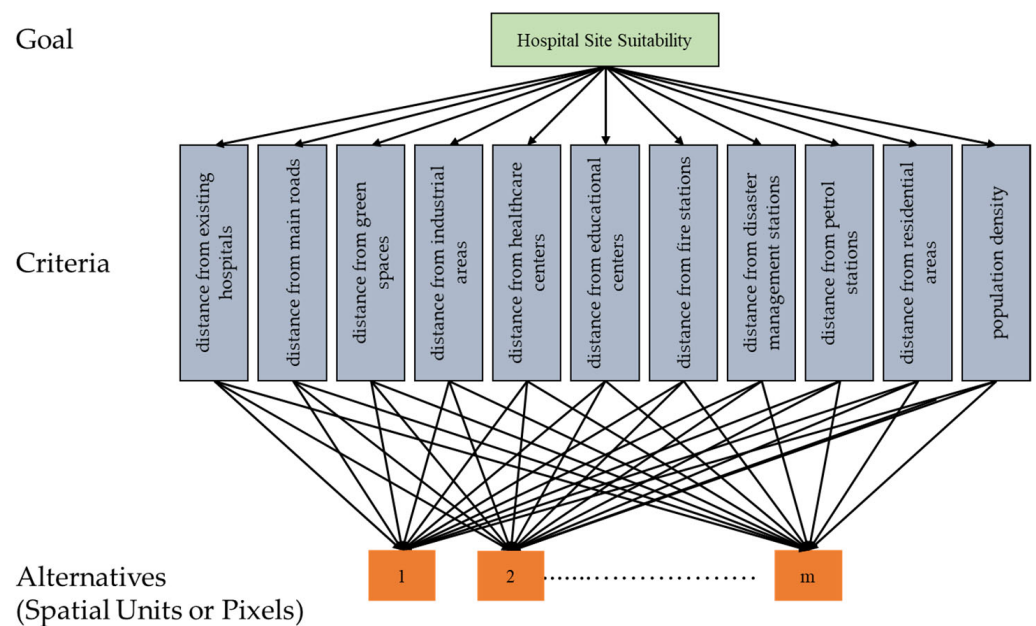 Goal
Hospital Site Suitability
Criteria
distance from existing
hospitals
distance from main roads
distance from green
spaces
distance from industrial
areas
distance from healthcare
centers
distance from educational
centers
distance from fire stations
distance from disaster
management stations
distance from petrol
stations
distance from residential
areas
population density
Alternatives
(Spatial Units or Pixels)
1
2
m